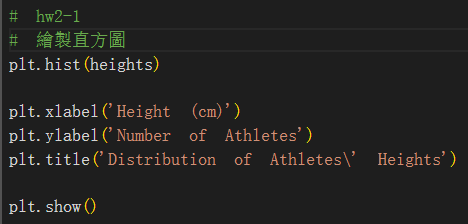 # hw2-1
# 繪製直方圖
plt.hist(heights)
plt.xlabel('Height (cm)')
plt.ylabel('Number of Athletes')
plt.title('Distribution of Athletes\' Heights')
plt.show()